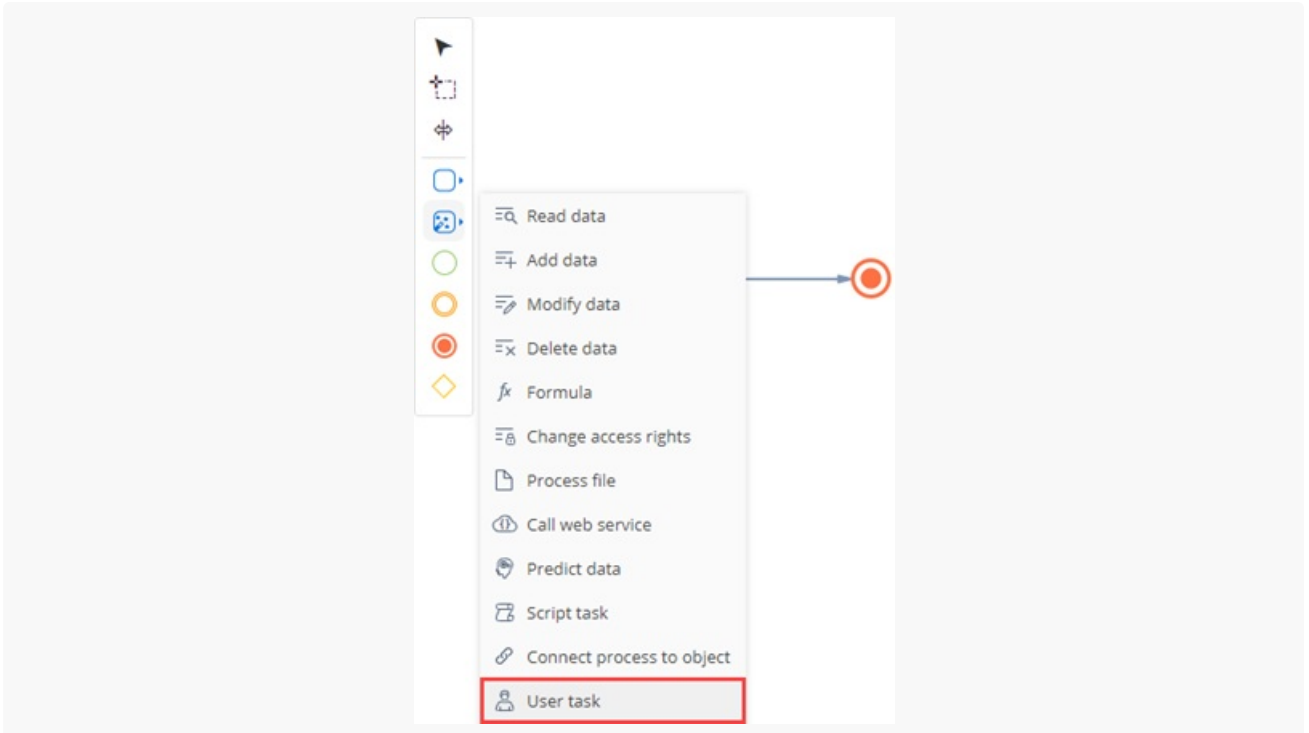 Read data
Add data
Modify data
Delete data
fx Formula
Change access rights
Process file
Call web service
Predict data
Script task
Connect process to object
User task